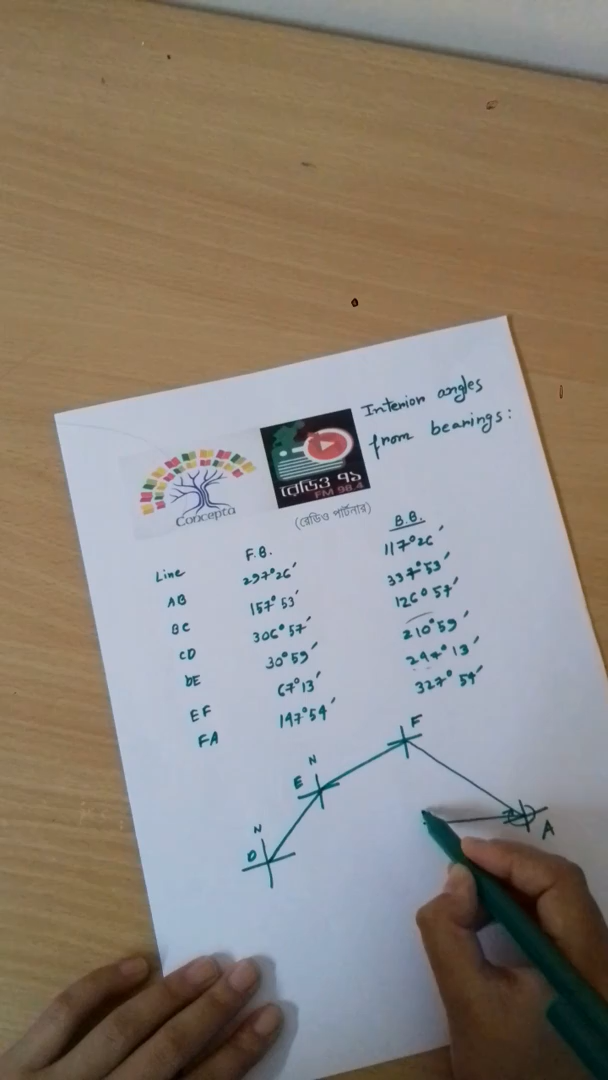 Interior angles
from bearings:
Concepta
রেডিও ৭১
FM 98.4
(রেডিও পার্টনার)
Line F.B. B.B.
AB 297°26′ 117°26′
BC 157°53′ 337°53′
CD 306°57′ 126°57′
DE 30°59′ 210°59′
EF 67°13′ 247°13′
FA 147°54′ 327°54′
F
N
E
N
D
A